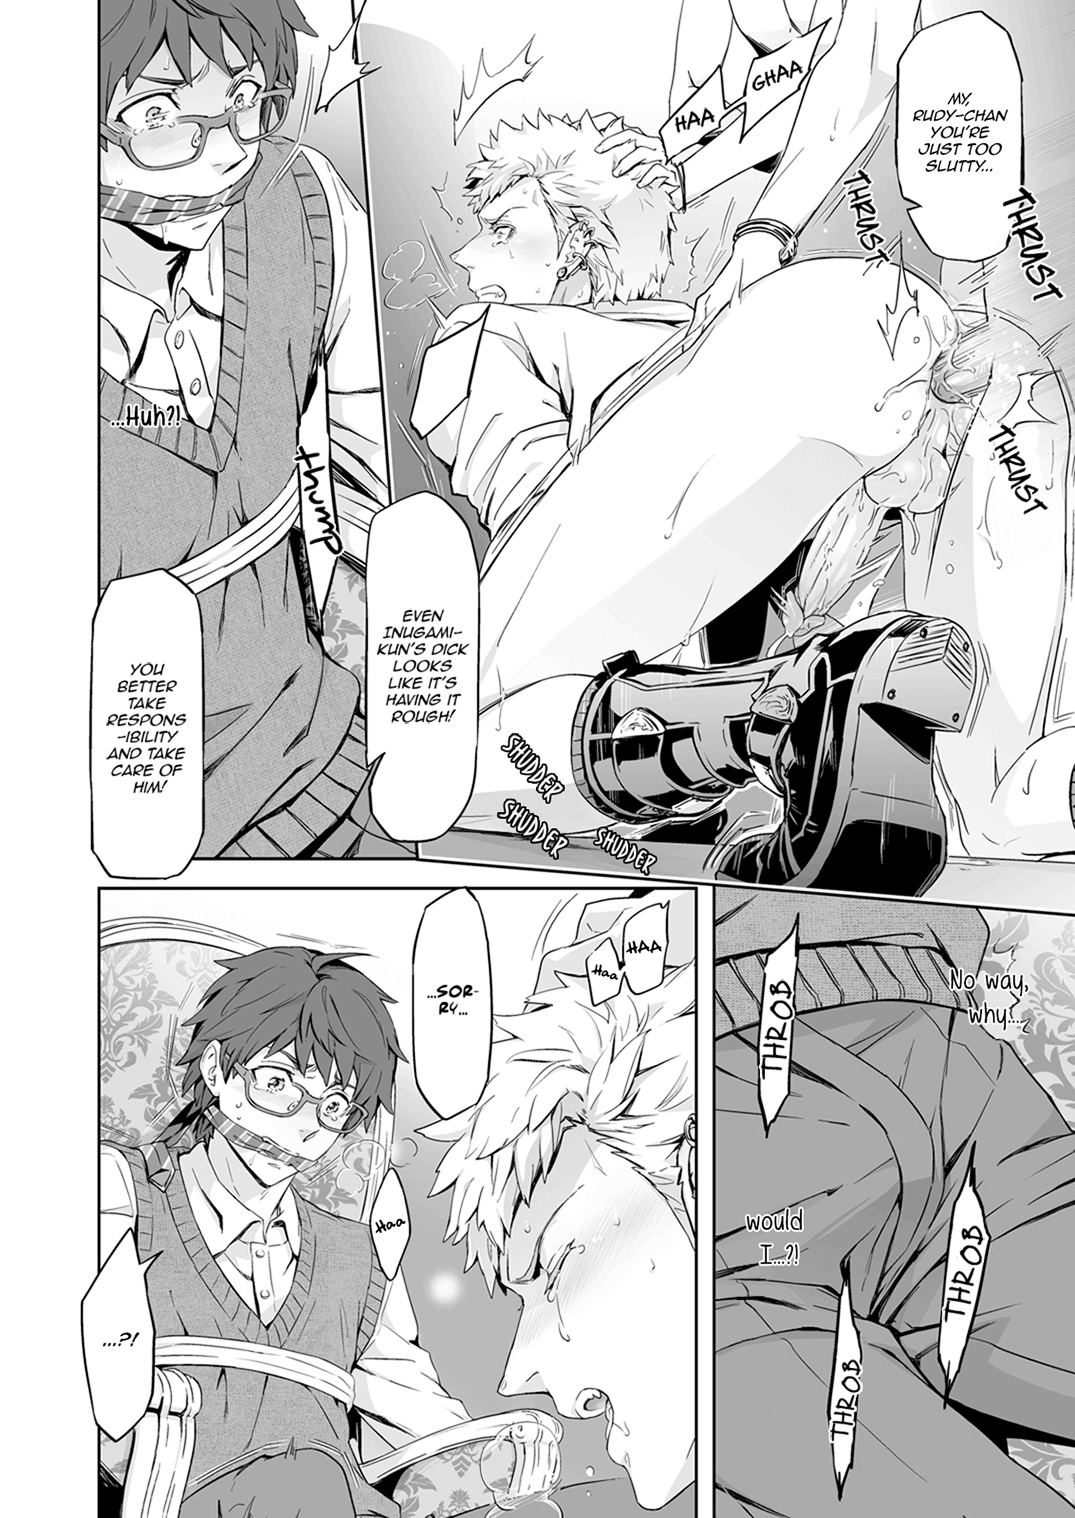 MY,
RUDY-CHAN
YOU'RE
JUST TOO
SLUTTY...
GHAA
HAA
THRUST
THRUST
THRUST
...Huh?!
thump
EVEN
INUGAMI-
KUN'S DICK
LOOKS
LIKE IT'S
HAVING IT
ROUGH!
YOU
BETTER
TAKE
RESPONS
-IBILITY
AND TAKE
CARE OF
HIM!
SHUDDER
SHUDDER
SHUDDER
No way,
why...
THROB
would
I...?!
THROB
THROB
HAA
Haa
...SOR-
RY...
Haa
...?!